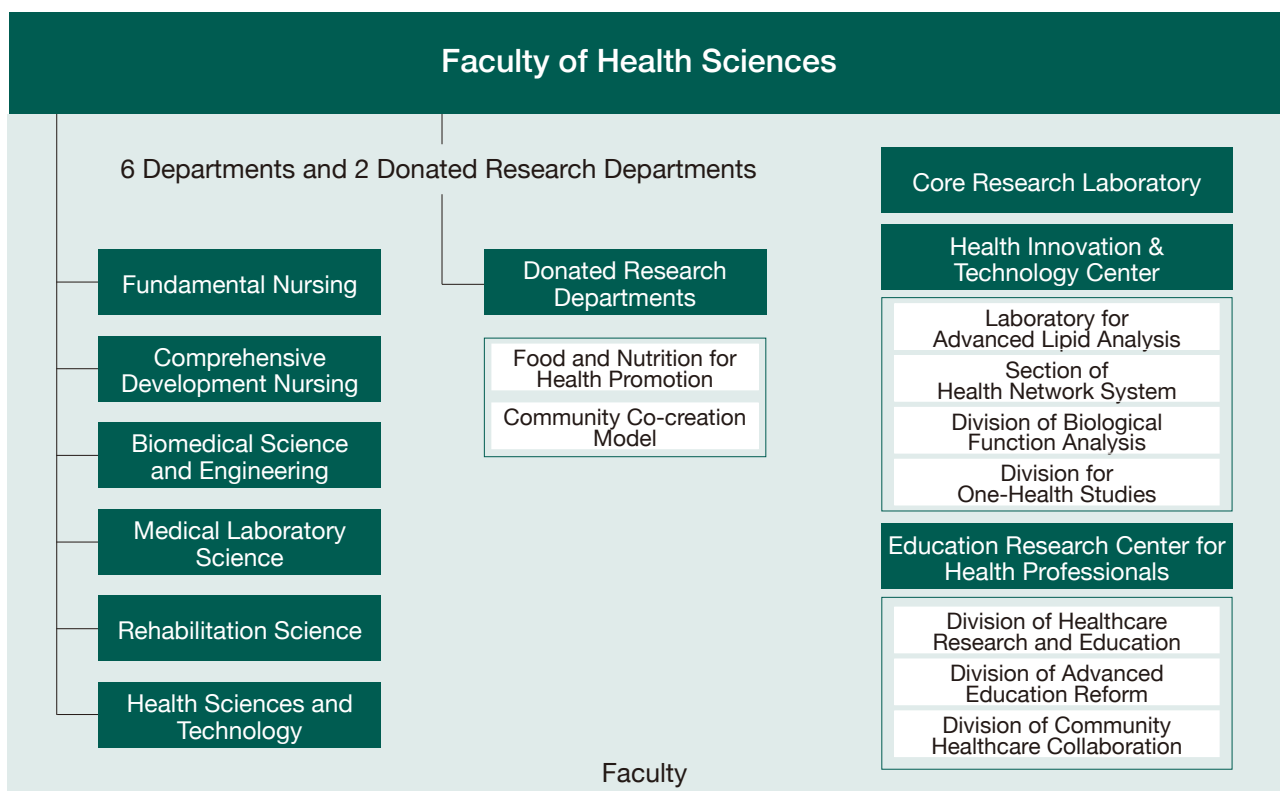 Faculty of Health Sciences
6 Departments and 2 Donated Research Departments
Fundamental Nursing
Comprehensive
Development Nursing
Biomedical Science
and Engineering
Medical Laboratory
Science
Rehabilitation Science
Health Sciences and
Technology
Donated Research
Departments
Food and Nutrition for
Health Promotion
Community Co-creation
Model
Core Research Laboratory
Health Innovation &
Technology Center
Laboratory for
Advanced Lipid Analysis
Section of
Health Network System
Division of Biological
Function Analysis
Division for
One-Health Studies
Education Research Center for
Health Professionals
Division of Healthcare
Research and Education
Division of Advanced
Education Reform
Division of Community
Healthcare Collaboration
Faculty